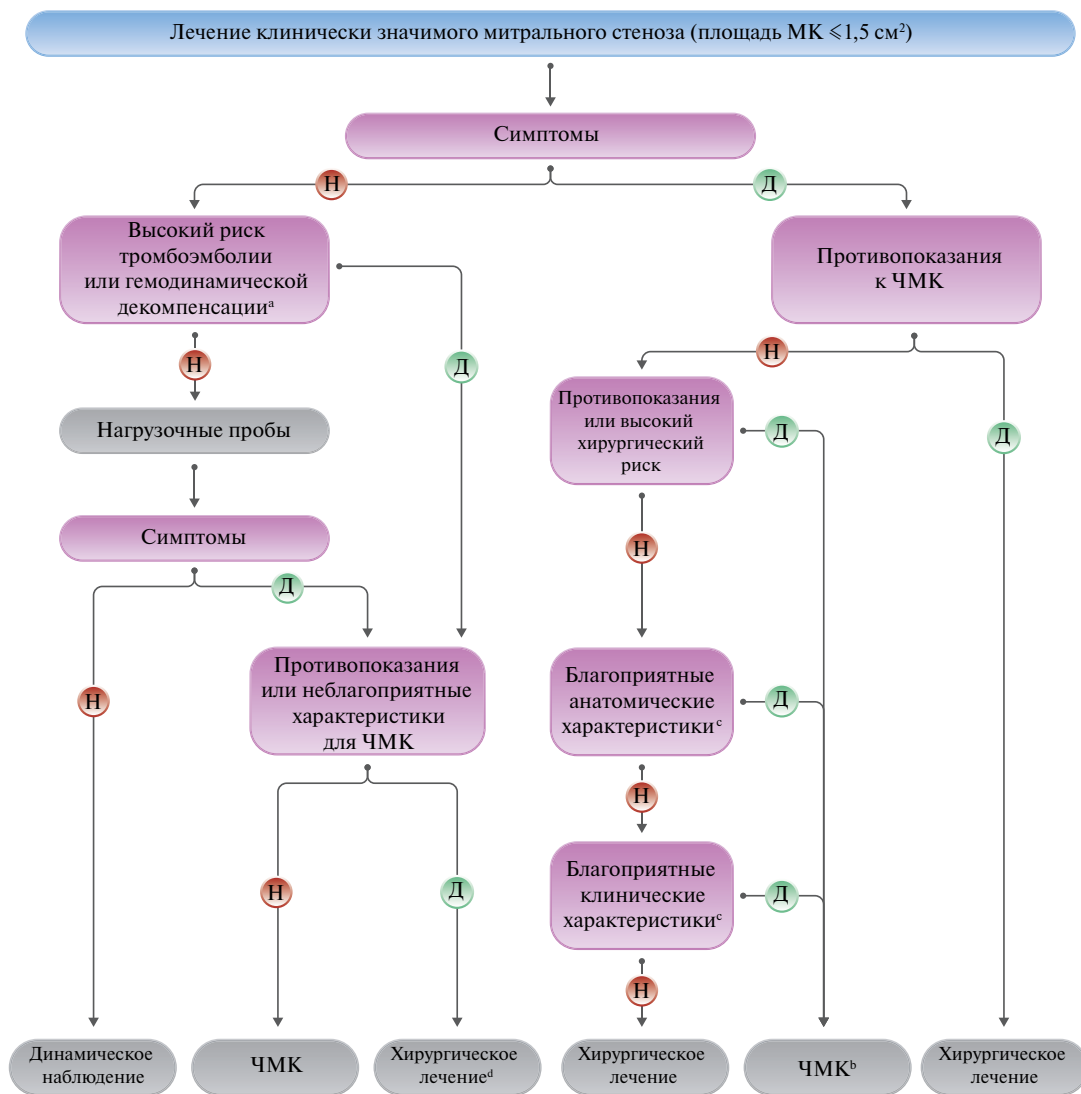 Лечение клинически значимого митрального стеноза (площадь МК ⩽1,5 см²)
Симптомы
Н
Д
Высокий риск
тромбоэмболии
или гемодинамической
декомпенсацииᵃ
Противопоказания
к ЧМК
Н
Д
Н
Д
Нагрузочные пробы
Противопоказания
или высокий
хирургический
риск
Д
Симптомы
Н
Д
Н
Противопоказания
или неблагоприятные
характеристики
для ЧМК
Благоприятные
анатомические
характеристикиᶜ
Д
Н
Н
Д
Благоприятные
клинические
характеристикиᶜ
Д
Н
Динамическое
наблюдение
ЧМК
Хирургическое
лечениеᵈ
Хирургическое
лечение
ЧМКᵇ
Хирургическое
лечение